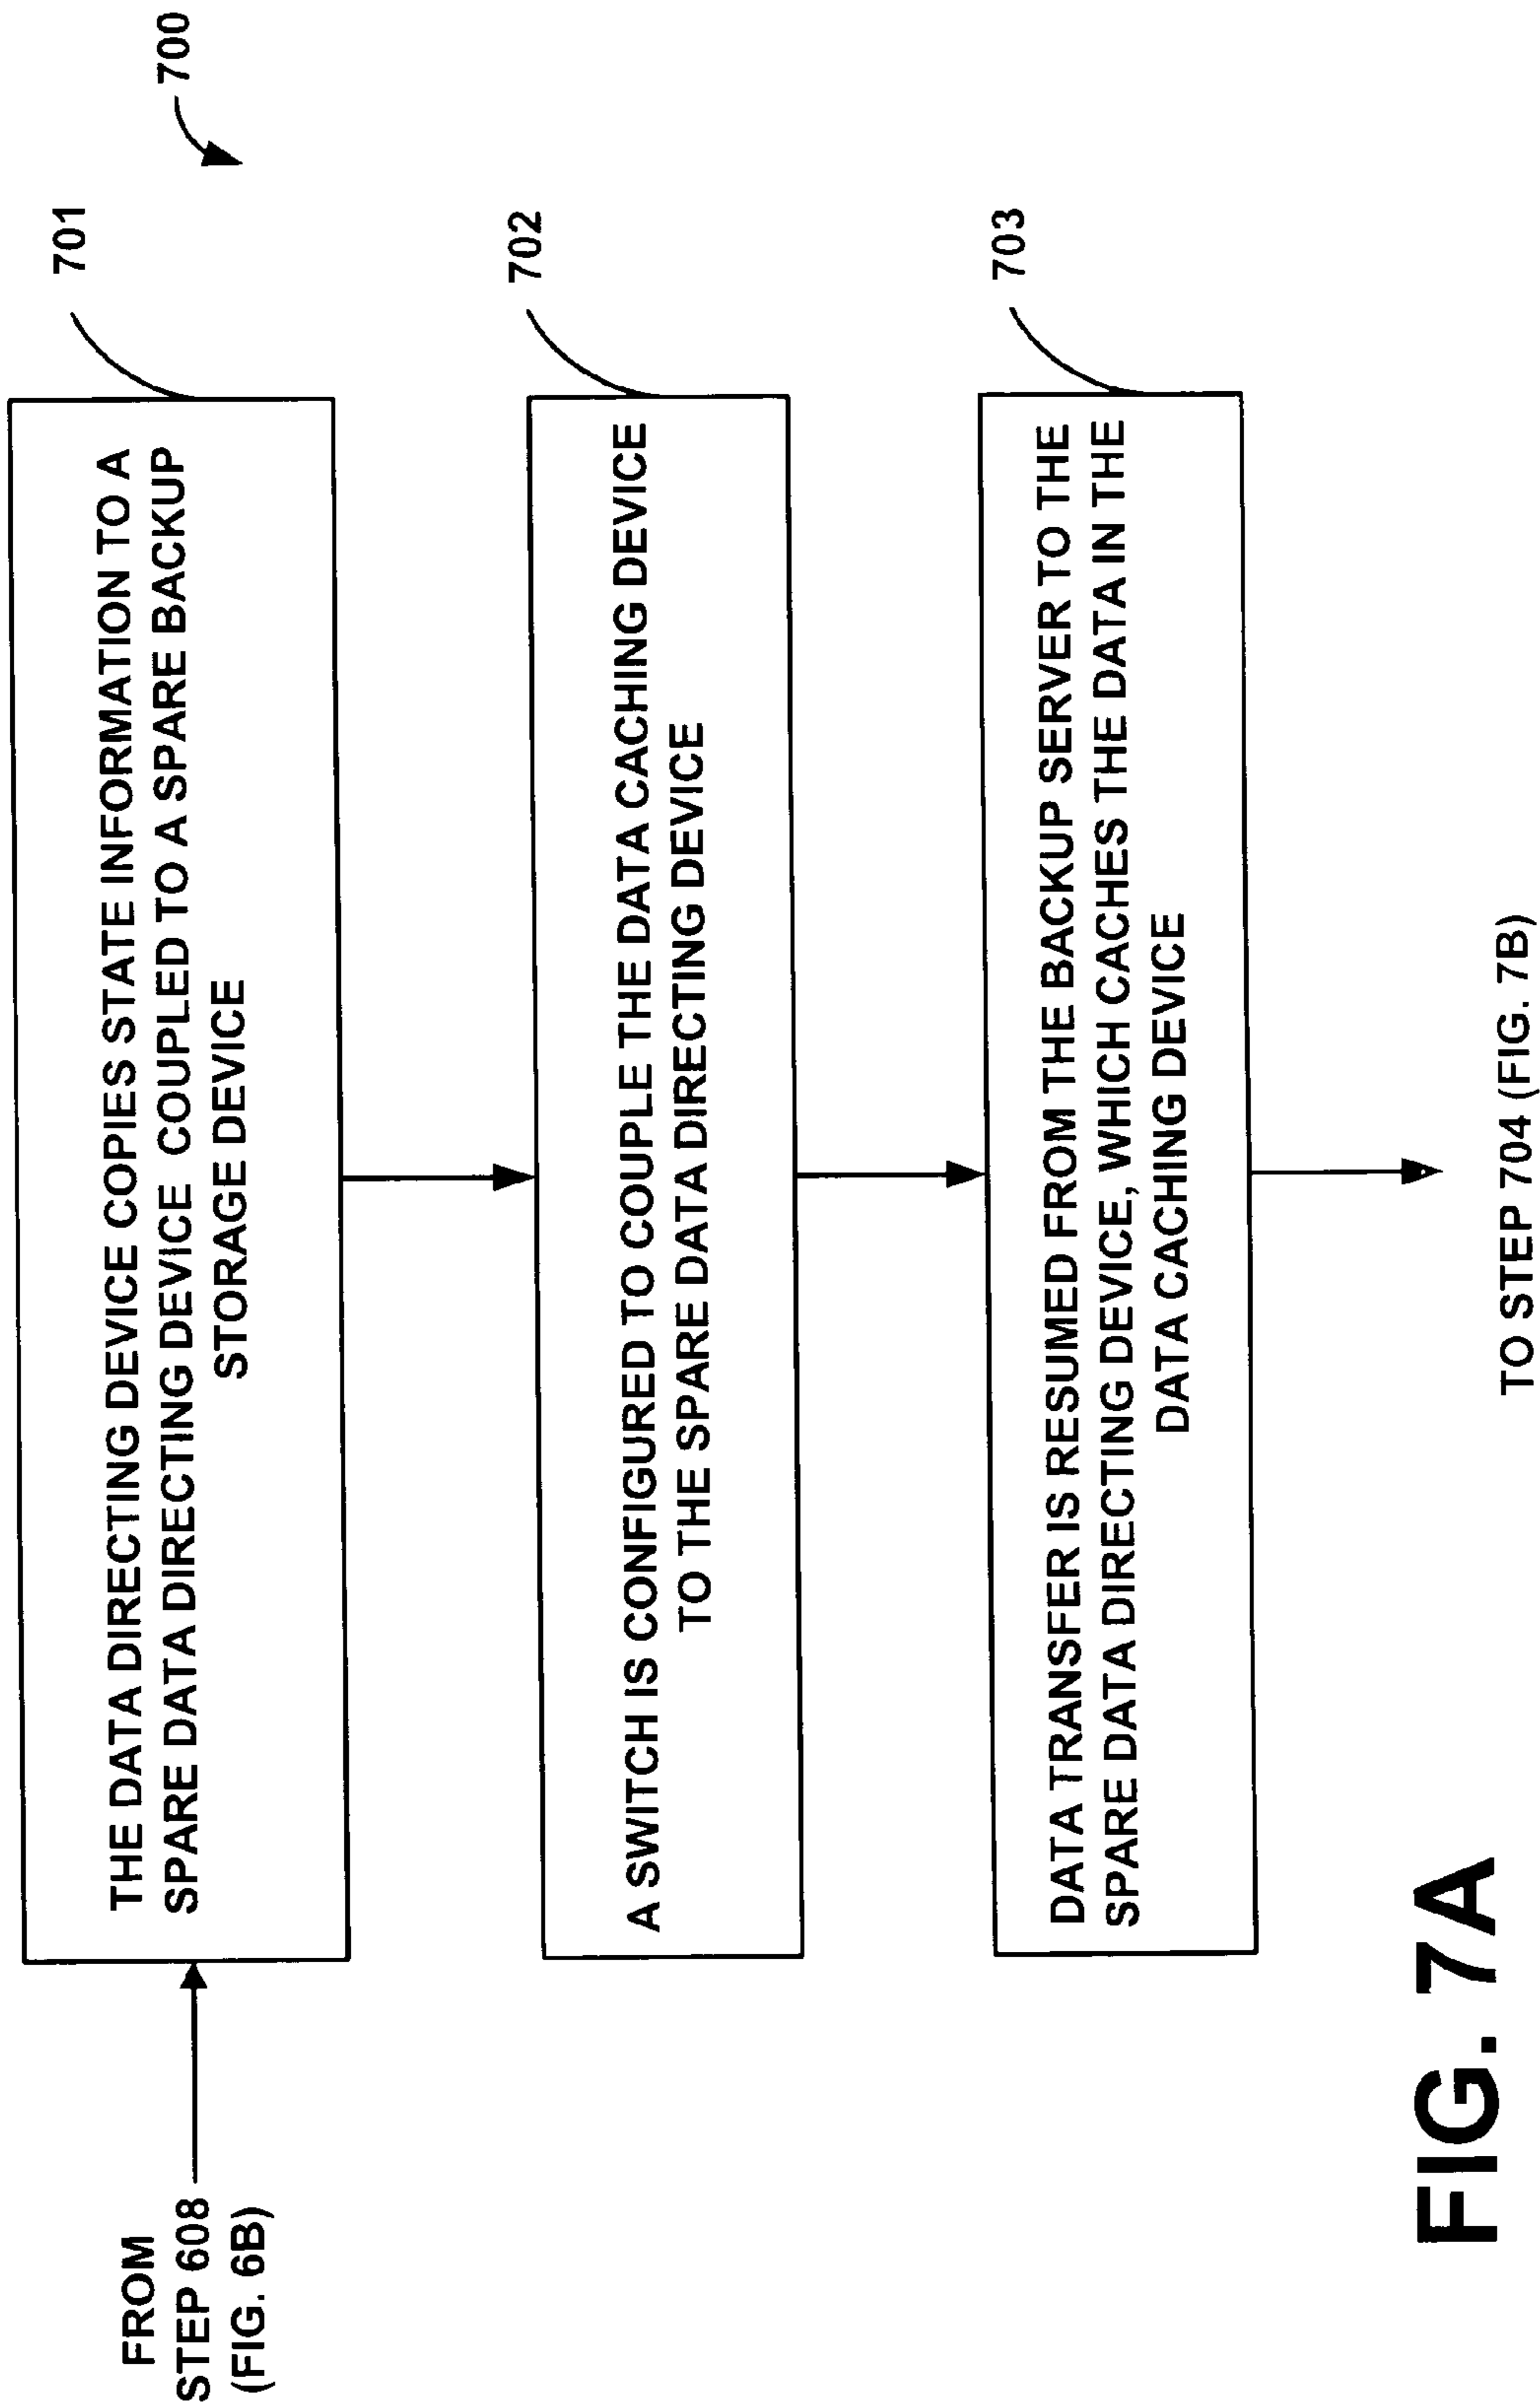 700
FROM
STEP 608
(FIG. 6B)
701
THE DATA DIRECTING DEVICE COPIES STATE INFORMATION TO A
SPARE DATA DIRECTING DEVICE COUPLED TO A SPARE BACKUP
STORAGE DEVICE
702
A SWITCH IS CONFIGURED TO COUPLE THE DATA CACHING DEVICE
TO THE SPARE DATA DIRECTING DEVICE
703
DATA TRANSFER IS RESUMED FROM THE BACKUP SERVER TO THE
SPARE DATA DIRECTING DEVICE, WHICH CACHES THE DATA IN THE
DATA CACHING DEVICE
TO STEP 704 (FIG. 7B)
FIG. 7A